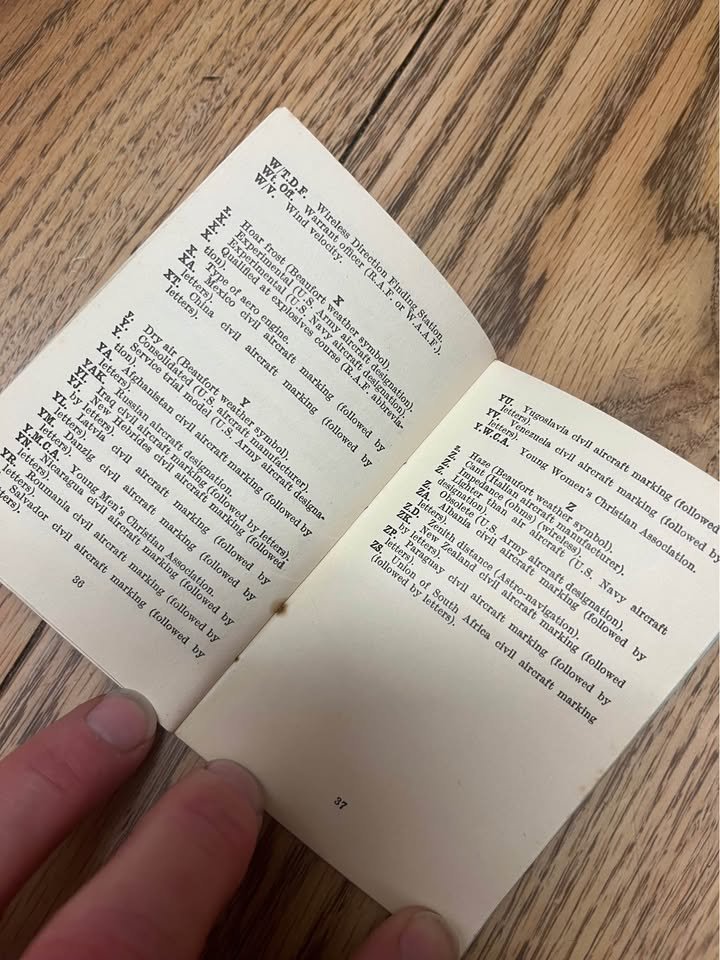 W/T.D.F. Wireless Direction Finding Station.
Wt. Off. Warrant officer (R.A.F. or W.A.A.F.).
W/V. Wind velocity.
X
x. Hoar frost (Beaufort weather symbol).
X. Experimental (U.S. Army aircraft designation).
X. Experimental (U.S. Navy aircraft designation).
X. Qualified at explosives course (R.A.F. abbrevia-
tion).
X. Type of aero engine.
XA. Mexico civil aircraft marking (followed by
letters).
XT. China civil aircraft marking (followed by
letters).
Y
y. Dry air (Beaufort weather symbol).
Y. Consolidated (U.S. aircraft manufacturer).
Y. Service trial model (U.S. Army aircraft designa-
tion).
YA. Afghanistan civil aircraft marking (followed by
letters).
YAK. Russian aircraft designation.
YI. Iraq civil aircraft marking (followed by letters).
YJ. New Hebrides civil aircraft marking (followed
by letters).
YL. Latvia civil aircraft marking (followed by
letters).
YM. Danzig civil aircraft marking (followed by
letters).
Y.M.C.A. Young Men's Christian Association.
YN. Nicaragua civil aircraft marking (followed by
letters).
YR. Roumania civil aircraft marking (followed by
letters).
Salvador civil aircraft marking (followed by
letters).
36
YU. Yugoslavia civil aircraft marking (followed
letters).
YV. Venezuela civil aircraft marking (followed by
letters).
Y.W.C.A. Young Women's Christian Association.
Z
z. Haze (Beaufort weather symbol).
Z. Cant (Italian aircraft manufacturer).
Z. Impedance (ohms) (wireless).
Z. Lighter than air aircraft (U.S. Navy aircraft
designation).
Z. Obsolete (U.S. Army aircraft designation).
ZA. Albania civil aircraft marking (followed by
letters).
Z.D. Zenith distance (Astro-navigation).
ZK. New Zealand civil aircraft marking (followed
by letters).
ZP. Paraguay civil aircraft marking (followed by
letters).
ZS. Union of South Africa civil aircraft marking
(followed by letters).
37